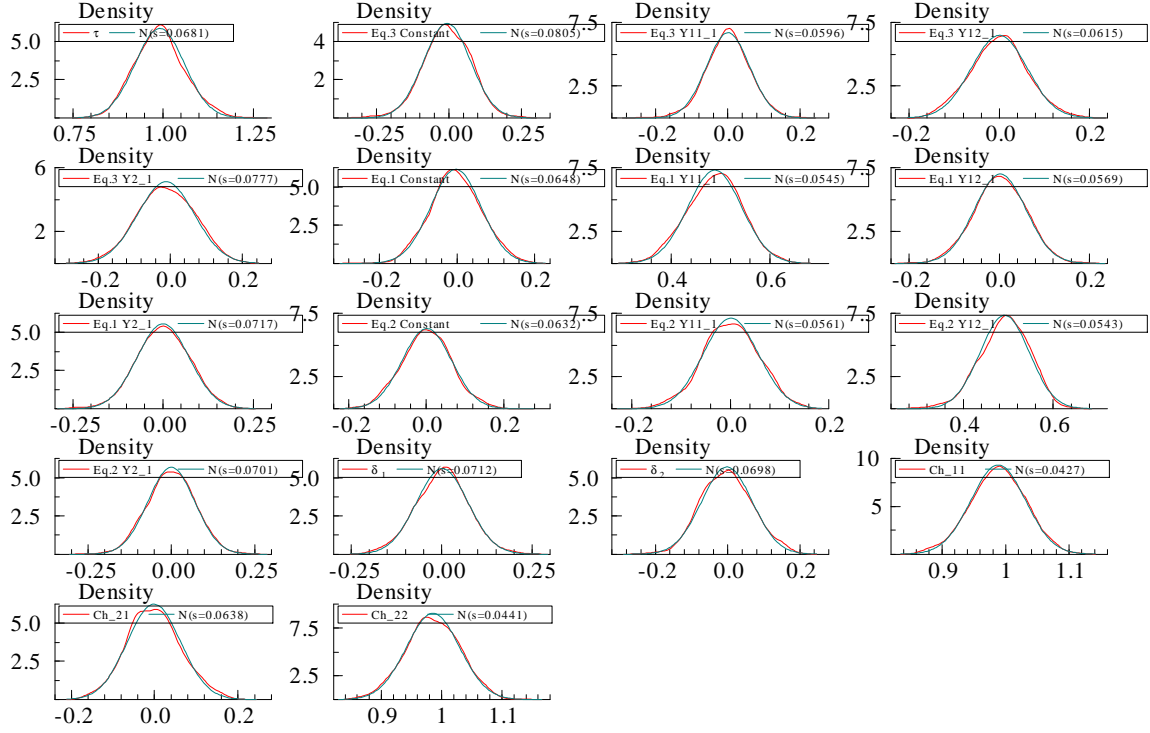 Density Density Density Density
5.0 τ N(s=0.0681) 4 Eq.3 Constant N(s=0.0805) 7.5 Eq.3 Y11_1 N(s=0.0596) 7.5 Eq.3 Y12_1 N(s=0.0615)
2.5 2 2.5 2.5
0.75 1.00 1.25 -0.25 0.00 0.25 -0.2 0.0 0.2 -0.2 0.0 0.2
Density Density Density Density
6 Eq.3 Y2_1 N(s=0.0777) 5.0 Eq.1 Constant N(s=0.0648) 7.5 Eq.1 Y11_1 N(s=0.0545) 7.5 Eq.1 Y12_1 N(s=0.0569)
2 2.5 2.5 2.5
-0.2 0.0 0.2 -0.2 0.0 0.2 0.4 0.6 -0.2 0.0 0.2
Density Density Density Density
5.0 Eq.1 Y2_1 N(s=0.0717) 7.5 Eq.2 Constant N(s=0.0632) 7.5 Eq.2 Y11_1 N(s=0.0561) 7.5 Eq.2 Y12_1 N(s=0.0543)
2.5 2.5 2.5 2.5
-0.25 0.00 0.25 -0.2 0.0 0.2 -0.2 0.0 0.2 0.4 0.6
Density Density Density Density
5.0 Eq.2 Y2_1 N(s=0.0701) 5.0 δ₁ N(s=0.0712) 5.0 δ₂ N(s=0.0698) 10 Ch_11 N(s=0.0427)
2.5 2.5 2.5 5
-0.25 0.00 0.25 -0.25 0.00 0.25 -0.2 0.0 0.2 0.9 1 1.1
Density Density
5.0 Ch_21 N(s=0.0638) 7.5 Ch_22 N(s=0.0441)
2.5 2.5
-0.2 0.0 0.2 0.9 1 1.1